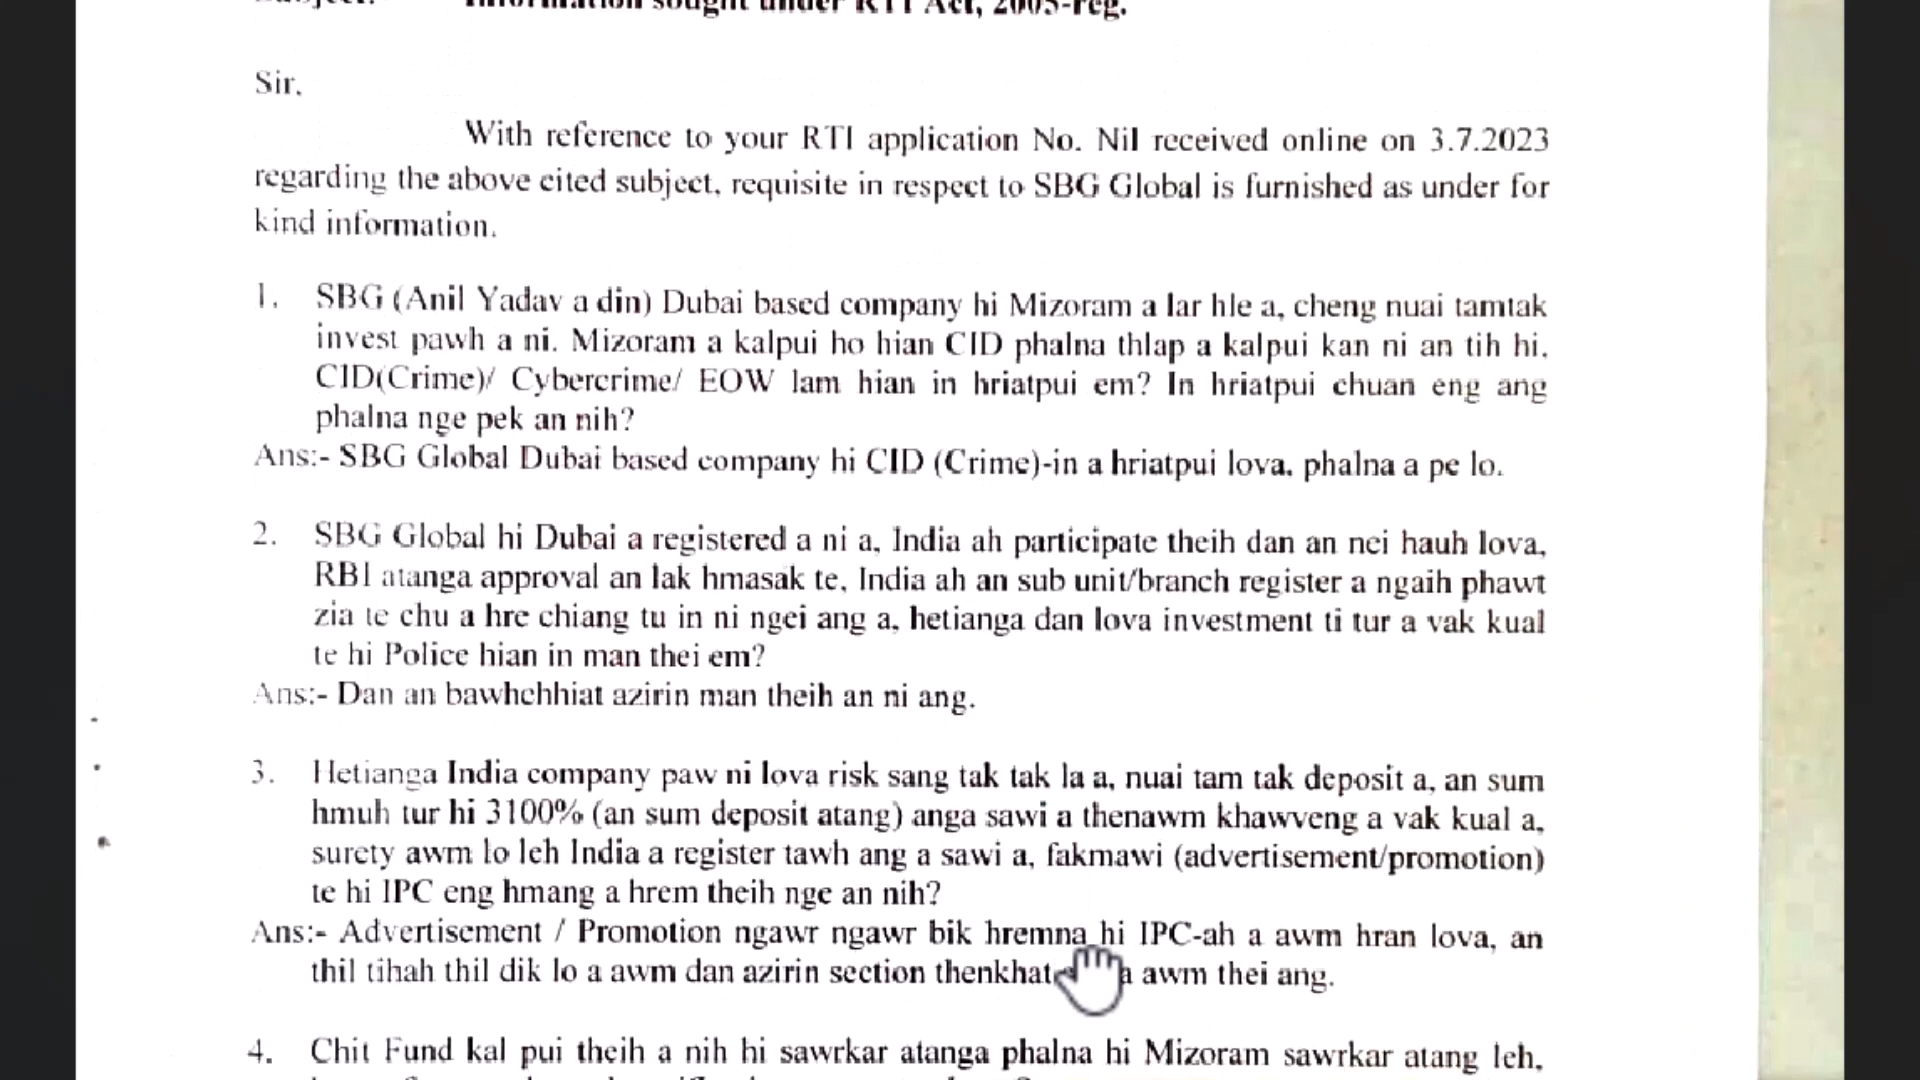 Information sought under RTI Act, 2005-reg.
Sir,
With reference to your RTI application No. Nil received online on 3.7.2023
regarding the above cited subject, requisite in respect to SBG Global is furnished as under for
kind information.
1. SBG (Anil Yadav a din) Dubai based company hi Mizoram a lar hle a, cheng nuai tamtak
invest pawh a ni. Mizoram a kalpui ho hian CID phalna thlap a kalpui kan ni an tih hi.
CID(Crime)/ Cybercrime/ EOW lam hian in hriatpui em? In hriatpui chuan eng ang
phalna nge pek an nih?
Ans:- SBG Global Dubai based company hi CID (Crime)-in a hriatpui lova, phalna a pe lo.
2. SBG Global hi Dubai a registered a ni a, India ah participate theih dan an nei hauh lova,
RBI atanga approval an lak hmasak te, India ah an sub unit/branch register a ngaih phawt
zia te chu a hre chiang tu in ni ngei ang a, hetianga dan lova investment ti tur a vak kual
te hi Police hian in man thei em?
Ans:- Dan an bawhchhiat azirin man theih an ni ang.
3. Hetianga India company paw ni lova risk sang tak tak la a, nuai tam tak deposit a, an sum
hmuh tur hi 3100% (an sum deposit atang) anga sawi a thenawm khawveng a vak kual a,
surety awm lo leh India a register tawh ang a sawi a, fakmawi (advertisement/promotion)
te hi IPC eng hmang a hrem theih nge an nih?
Ans:- Advertisement / Promotion ngawr ngawr bik hremna hi IPC-ah a awm hran lova, an
thil tihah thil dik lo a awm dan azirin section thenkhat a awm thei ang.
4. Chit Fund kal pui theih a nih hi sawrkar atanga phalna hi Mizoram sawrkar atang leh,